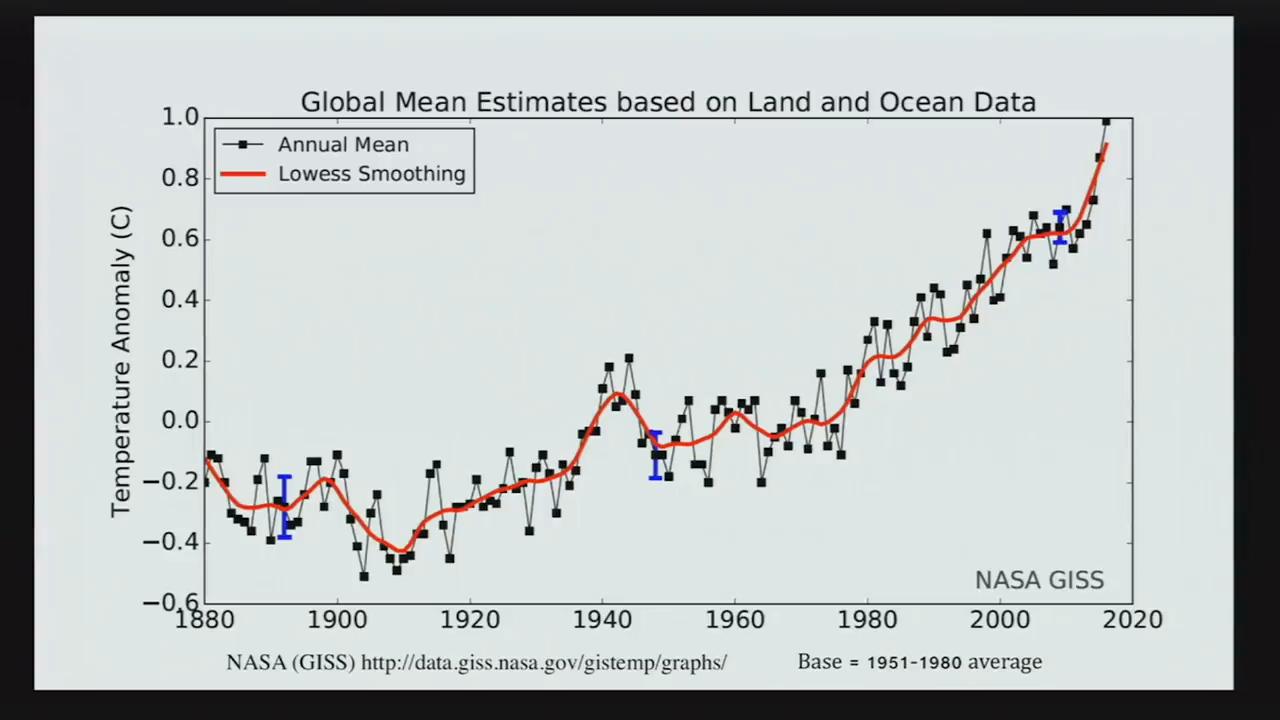 Global Mean Estimates based on Land and Ocean Data
Annual Mean
Lowess Smoothing
Temperature Anomaly (C)
1.0
0.8
0.6
0.4
0.2
0.0
−0.2
−0.4
−0.6
1880 1900 1920 1940 1960 1980 2000 2020
NASA GISS
NASA (GISS) http://data.giss.nasa.gov/gistemp/graphs/ Base = 1951-1980 average